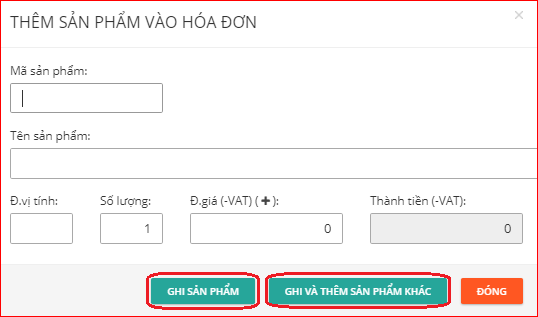 THÊM SẢN PHẨM VÀO HÓA ĐƠN ×
Mã sản phẩm:
Tên sản phẩm:
Đ.vị tính: Số lượng: Đ.giá (-VAT) (✚): Thành tiền (-VAT):
1 0 0
GHI SẢN PHẨM GHI VÀ THÊM SẢN PHẨM KHÁC ĐÓNG